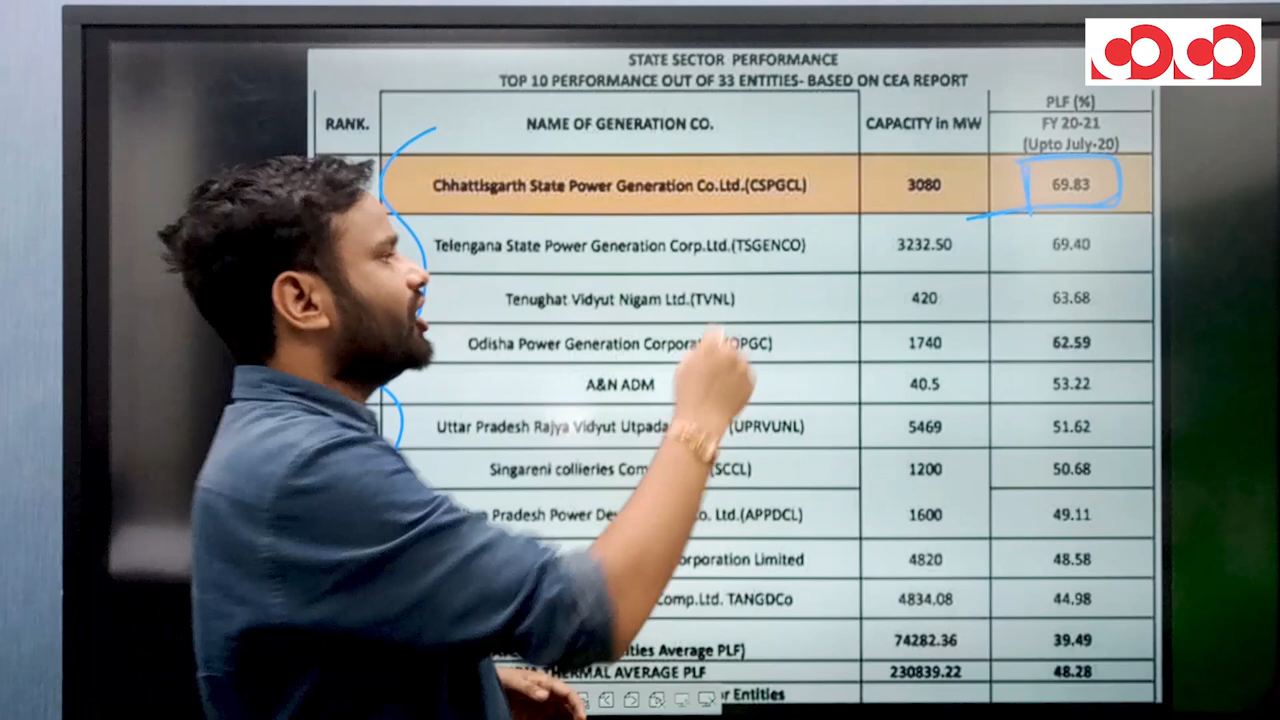 STATE SECTOR PERFORMANCE
TOP 10 PERFORMANCE OUT OF 33 ENTITIES- BASED ON CEA REPORT
RANK. NAME OF GENERATION CO. CAPACITY in MW PLF (%)
FY 20-21
(Upto July-20)
Chhattisgarth State Power Generation Co.Ltd.(CSPGCL) 3080 69.83
Telengana State Power Generation Corp.Ltd.(TSGENCO) 3232.50 69.40
Tenughat Vidyut Nigam Ltd.(TVNL) 420 63.68
Odisha Power Generation (OPGC) 1740 62.59
A&N ADM 40.5 53.22
Uttar Pradesh Rajya Vidyut (UPRVUNL) 5469 51.62
Singareni collieries (SCCL) 1200 50.68
Pradesh Power Co. Ltd.(APPDCL) 1600 49.11
Limited 4820 48.58
Comp.Ltd. TANGDCo 4834.08 44.98
Average PLF) 74282.36 39.49
THERMAL AVERAGE PLF 230839.22 48.28
Entities